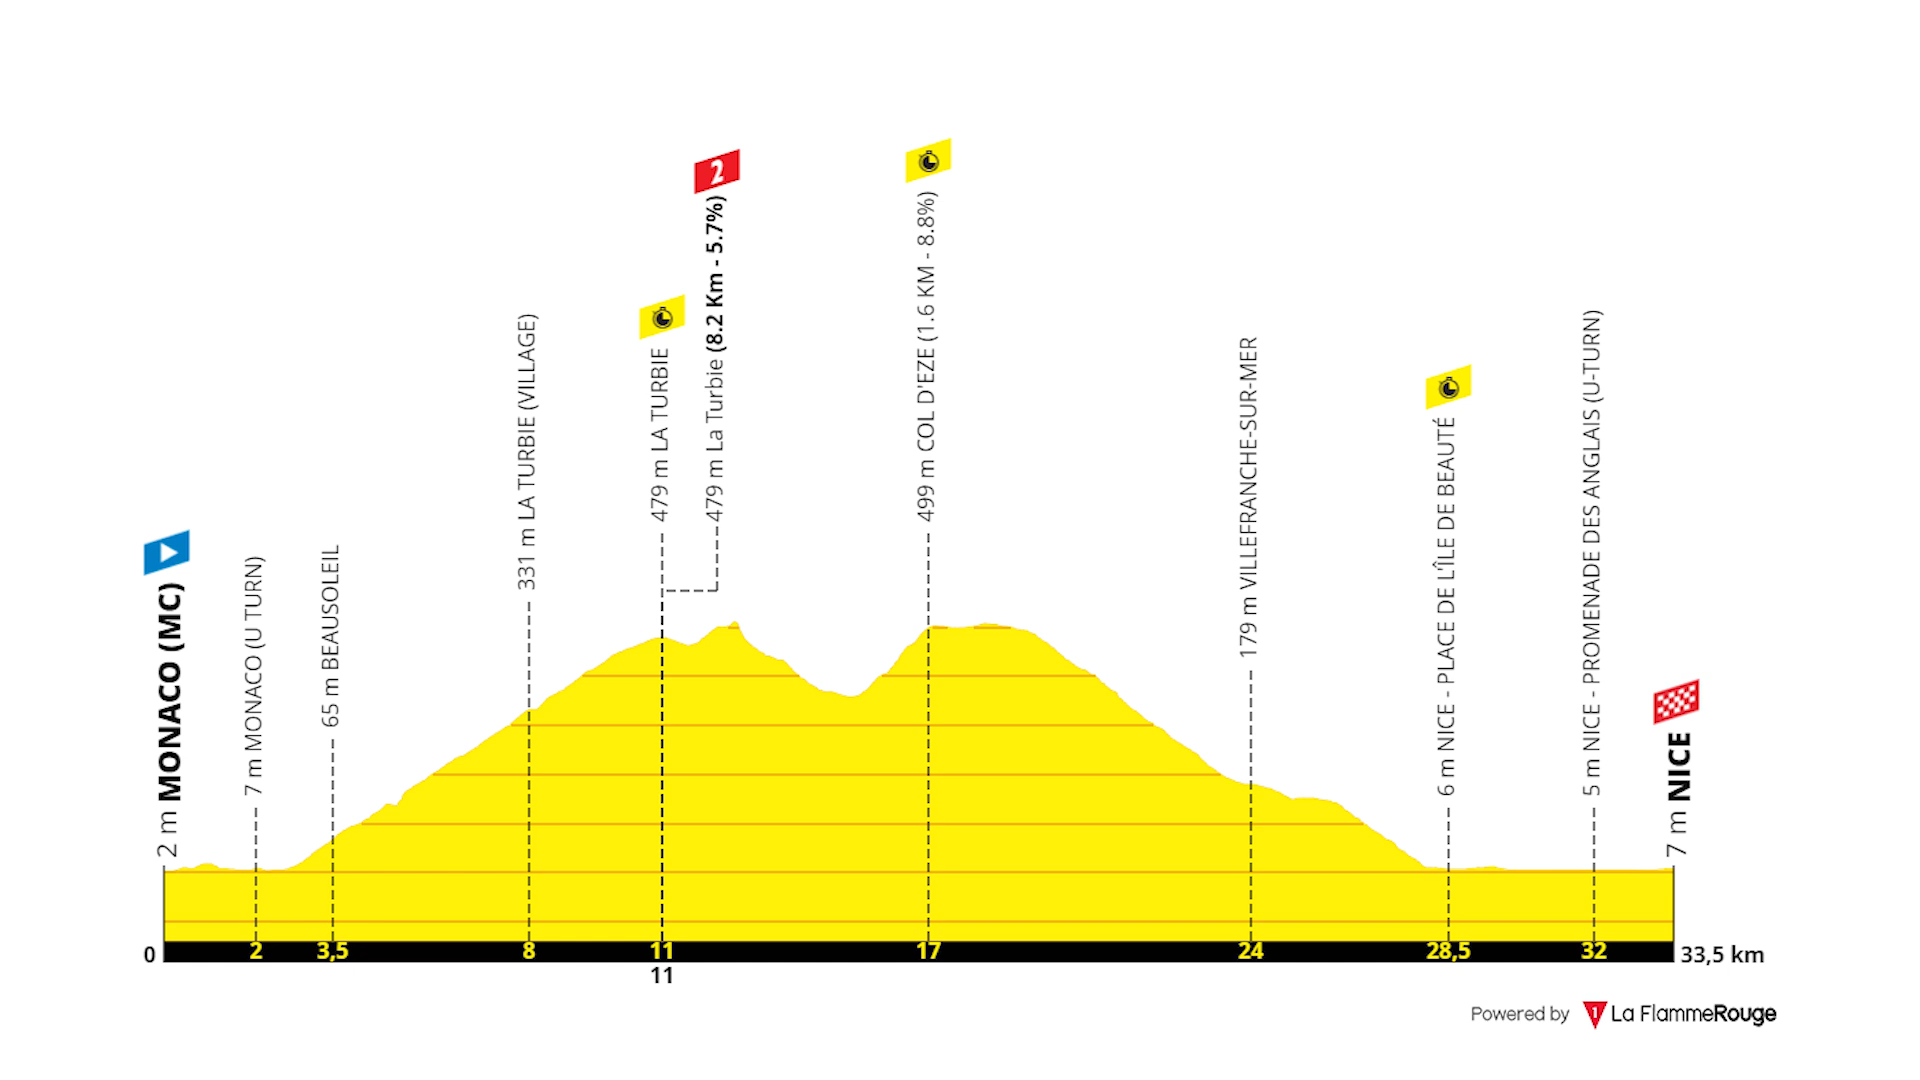 2 m MONACO (MC)
7 m MONACO (U TURN)
65 m BEAUSOLEIL
331 m LA TURBIE (VILLAGE)
479 m LA TURBIE
2
479 m La Turbie (8.2 Km - 5.7%)
499 m COL D'EZE (1.6 KM - 8.8%)
179 m VILLEFRANCHE-SUR-MER
6 m NICE - PLACE DE L'ÎLE DE BEAUTÉ
5 m NICE - PROMENADE DES ANGLAIS (U-TURN)
7 m NICE
0 2 3,5 8 11 17 24 28,5 32 33,5 km
11
Powered by 1 La FlammeRouge